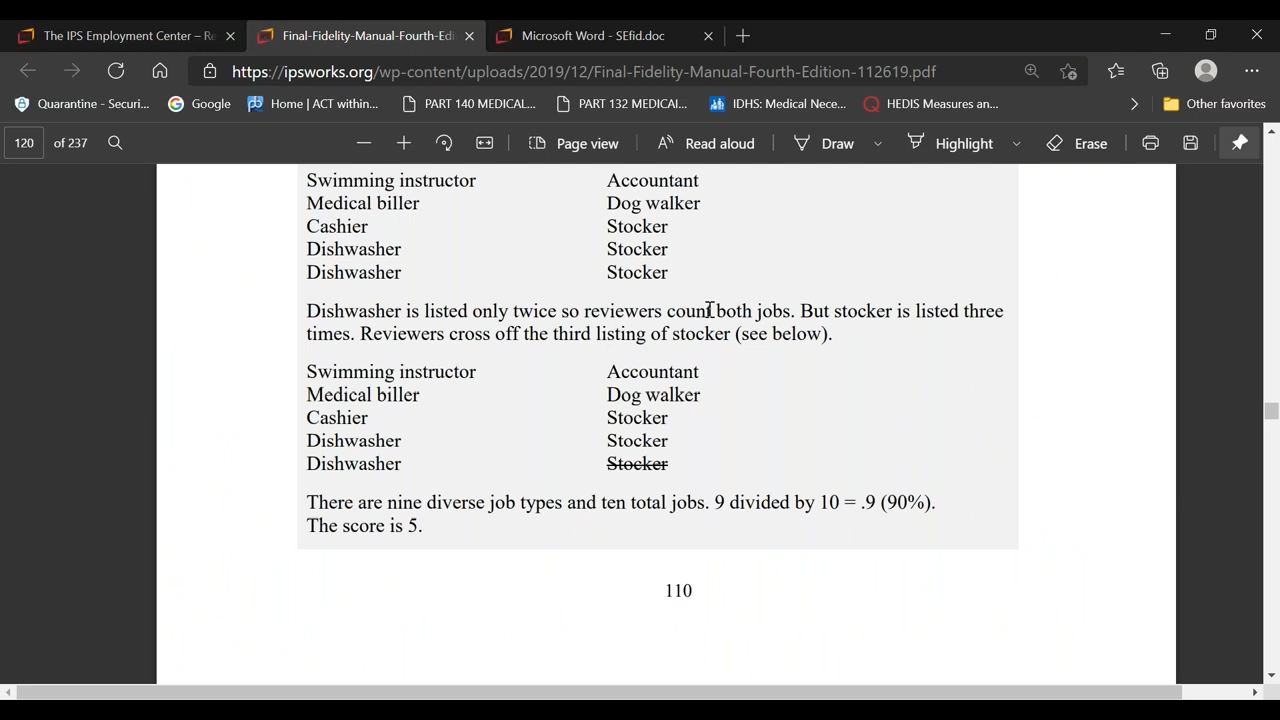 The IPS Employment Center – Re
Final-Fidelity-Manual-Fourth-Edi
Microsoft Word - SEfid.doc
https://ipsworks.org/wp-content/uploads/2019/12/Final-Fidelity-Manual-Fourth-Edition-112619.pdf
Quarantine - Securi...
Google
Home | ACT within...
PART 140 MEDICAL...
PART 132 MEDICAI...
IDHS: Medical Nece...
HEDIS Measures an...
Other favorites
120 of 237
Page view
Read aloud
Draw
Highlight
Erase
Swimming instructor Accountant
Medical biller Dog walker
Cashier Stocker
Dishwasher Stocker
Dishwasher Stocker
Dishwasher is listed only twice so reviewers count both jobs. But stocker is listed three
times. Reviewers cross off the third listing of stocker (see below).
Swimming instructor Accountant
Medical biller Dog walker
Cashier Stocker
Dishwasher Stocker
Dishwasher Stocker
There are nine diverse job types and ten total jobs. 9 divided by 10 = .9 (90%).
The score is 5.
110